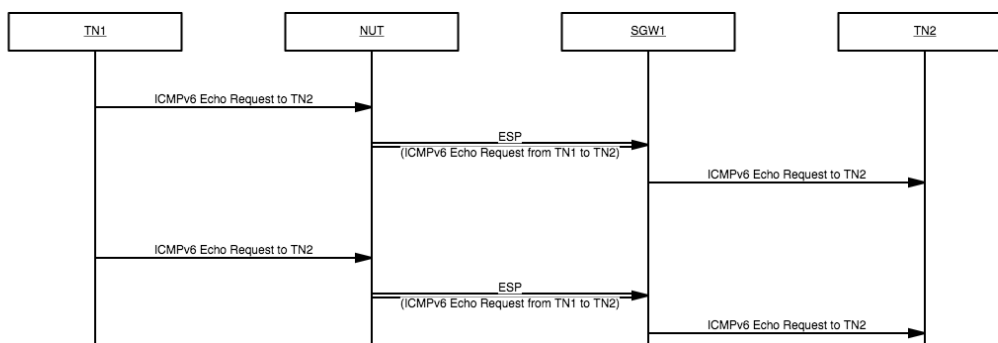 TN1
NUT
SGW1
TN2
ICMPv6 Echo Request to TN2
ESP
(ICMPv6 Echo Request from TN1 to TN2)
ICMPv6 Echo Request to TN2
ICMPv6 Echo Request to TN2
ESP
(ICMPv6 Echo Request from TN1 to TN2)
ICMPv6 Echo Request to TN2